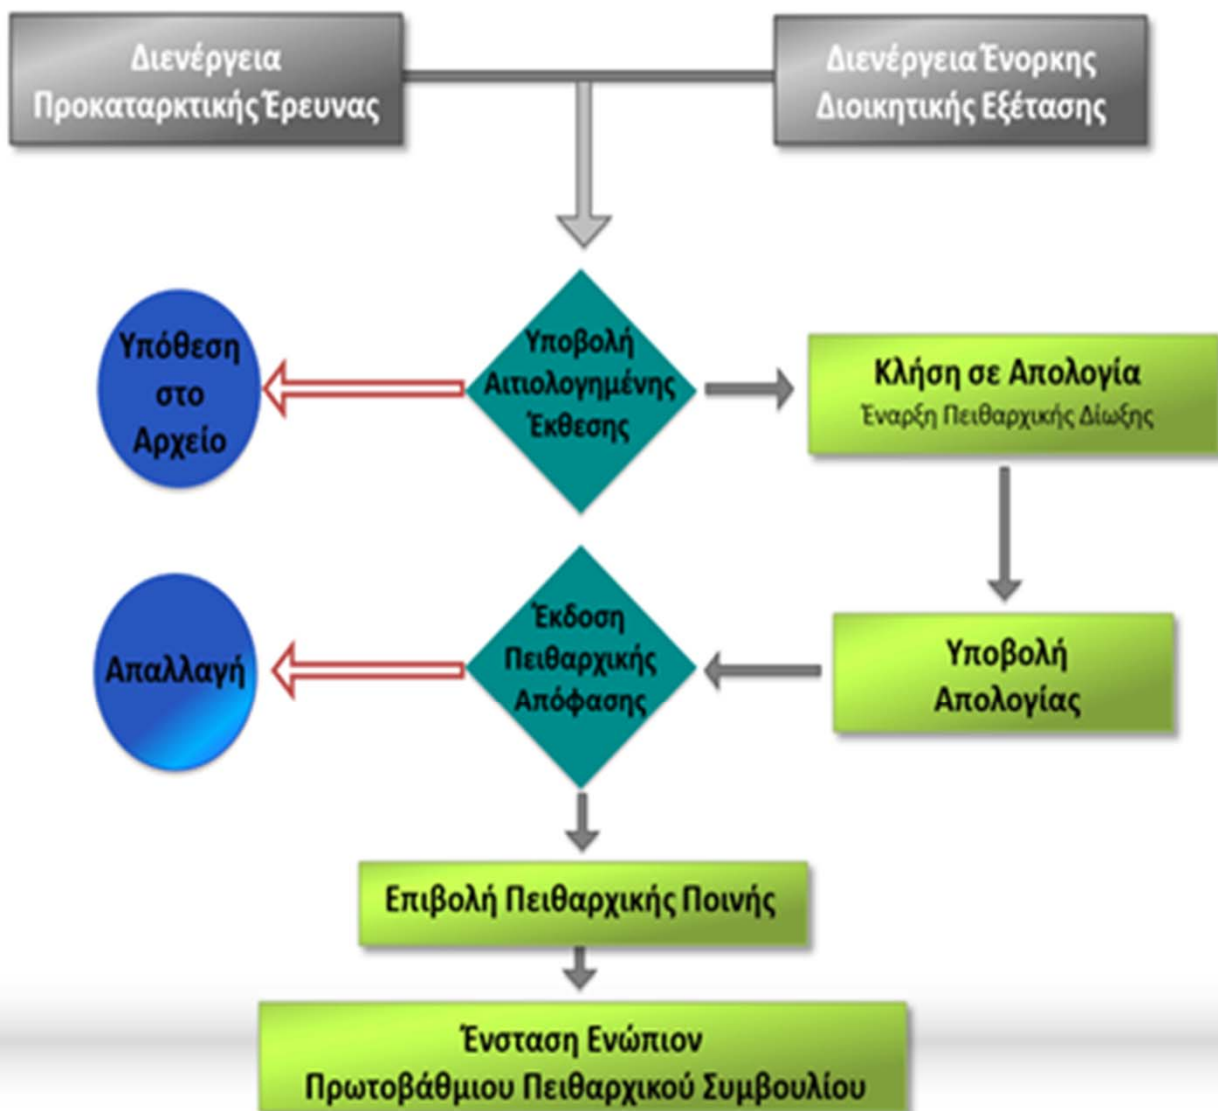 Διενέργεια
Προκαταρκτικής Έρευνας
Διενέργεια Ένορκης
Διοικητικής Εξέτασης
Υπόθεση
στο
Αρχείο
Υποβολή
Αιτιολογημένης
Έκθεσης
Κλήση σε Απολογία
Έναρξη Πειθαρχικής Δίωξης
Απαλλαγή
Έκδοση
Πειθαρχικής
Απόφασης
Υποβολή
Απολογίας
Επιβολή Πειθαρχικής Ποινής
Ένσταση Ενώπιον
Πρωτοβάθμιου Πειθαρχικού Συμβουλίου